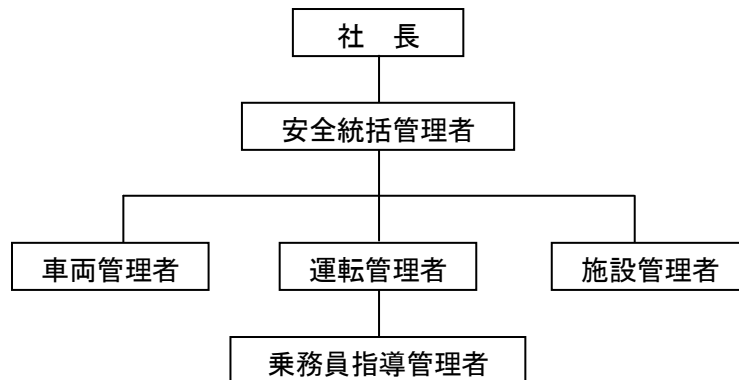 社　長
安全統括管理者
車両管理者
運転管理者
施設管理者
乗務員指導管理者